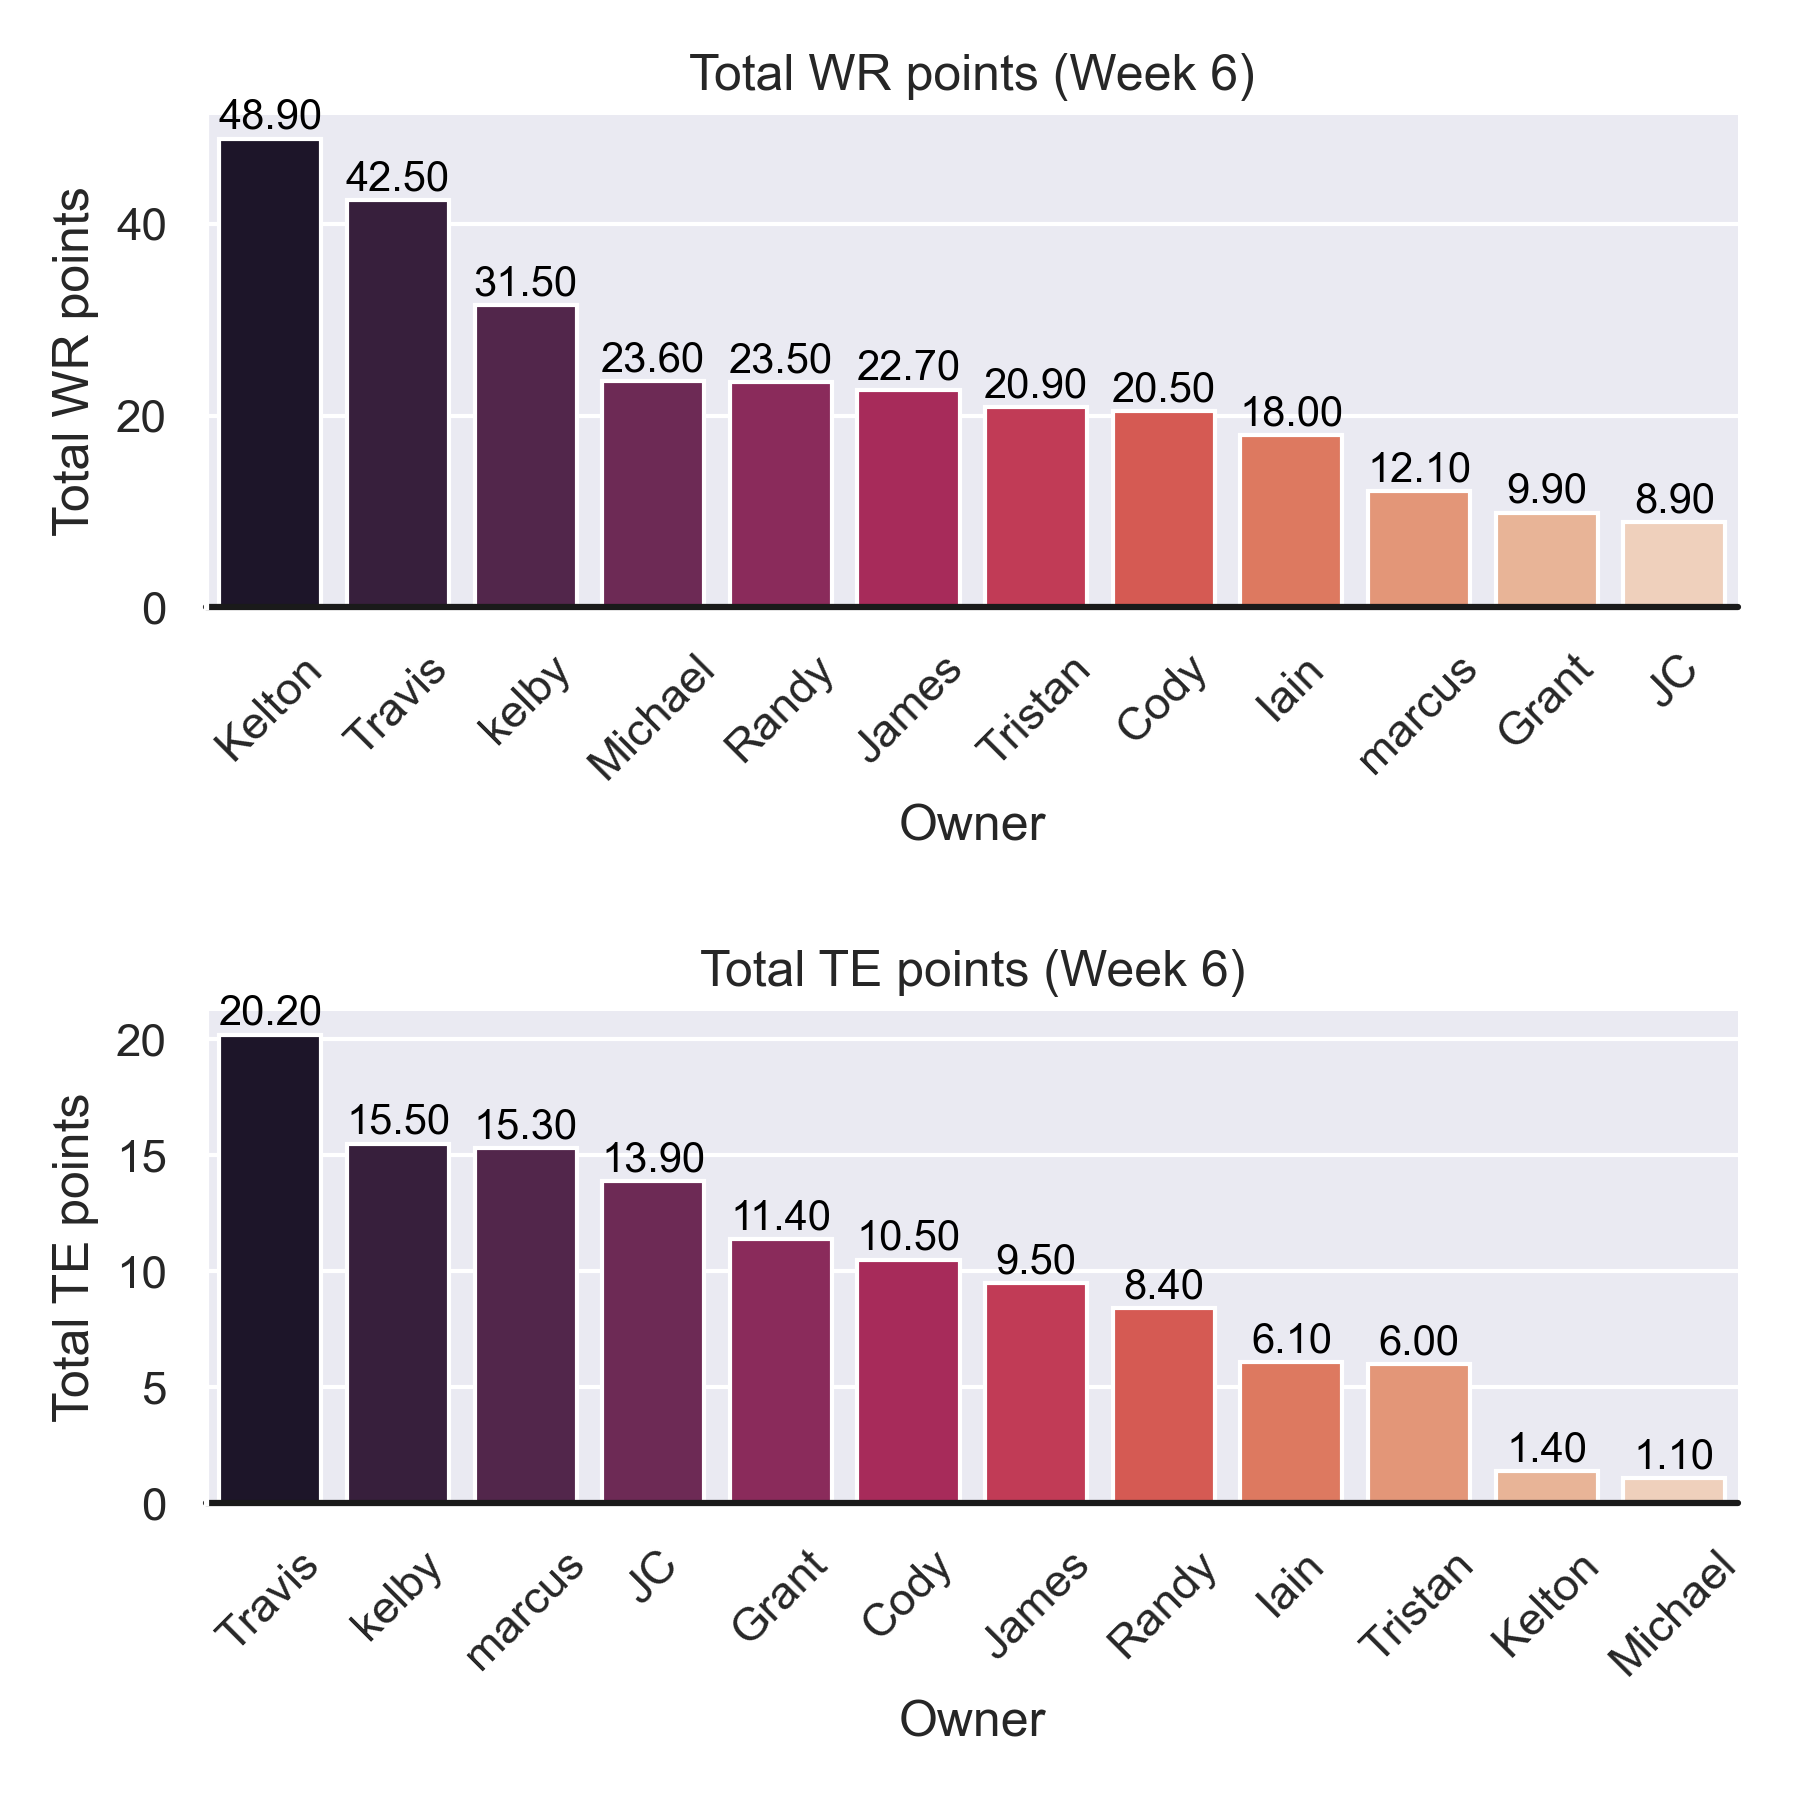 Total WR points (Week 6)
Total WR points
40
20
0
48.90
42.50
31.50
23.60
23.50
22.70
20.90
20.50
18.00
12.10
9.90
8.90
Kelton
Travis
kelby
Michael
Randy
James
Tristan
Cody
Iain
marcus
Grant
JC
Owner
Total TE points (Week 6)
Total TE points
20
15
10
5
0
20.20
15.50
15.30
13.90
11.40
10.50
9.50
8.40
6.10
6.00
1.40
1.10
Travis
kelby
marcus
JC
Grant
Cody
James
Randy
Iain
Tristan
Kelton
Michael
Owner